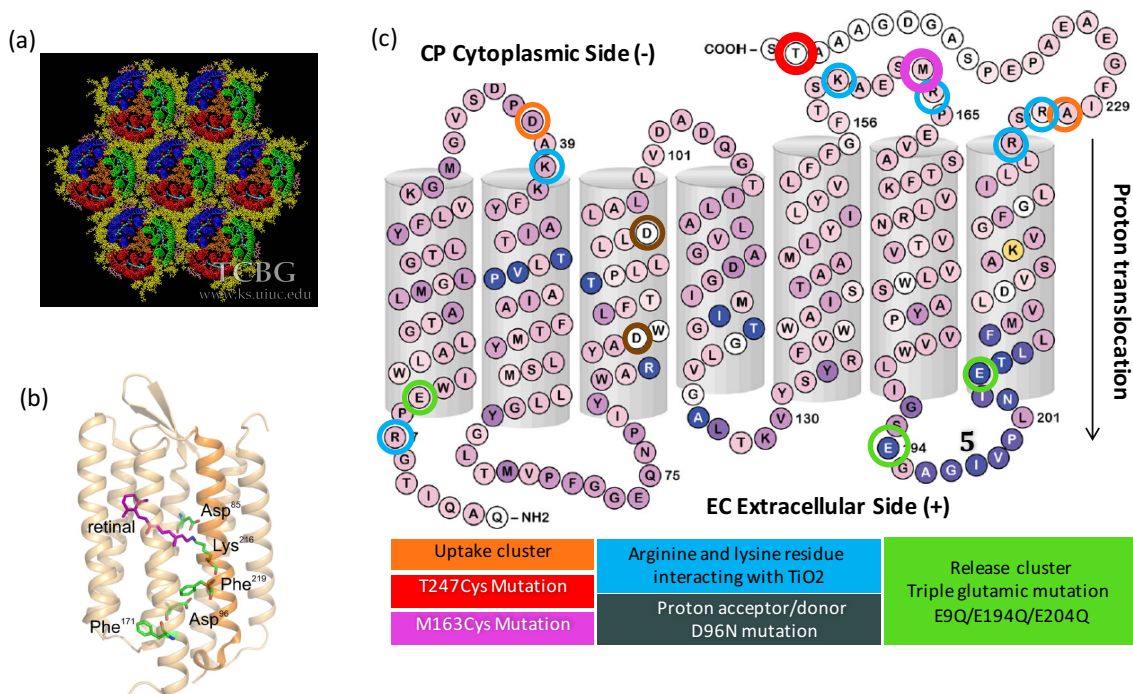 (a)
TCBG
www.ks.uiuc.edu
(b)
retinal
Asp85
Lys216
Phe219
Asp96
Phe171
(c)
CP Cytoplasmic Side (-)
COOH – S T A A A G D G A S P E P A E A E G F I 229
A R S R
S K A E S M R P 165
T F 156 G
G V S D P D A 39 K
V 101 D A D Q G T
K G M
Y F L V
G T L
L M G L
G T A
W L A L
E W I
P
R 7
G
T I Q A Q –NH2
Y F K K
T I A
P V L T
A I A
Y M T F
M S L
Y G L L
G
L T M V P F G G E Q 75
N P I Y
L A L L
L L D
T P L L
L F T
Y A D W
W A R
I L A
A V G L
I G D A
G I M
I T
V L G
G A L T K V 130
Y S Y R
L F F
L Y I
M L Y
T A A
A I S
W A W
F V
A V E
K F T S
N R L V
V T V
S W L
P Y A
V W L
I G
S
E 194
G A G I V P L 201
N I
5
I L L
F G L G
A K V
L D V S
F M V
E T L L
Proton translocation
EC Extracellular Side (+)
Uptake cluster
T247Cys Mutation
M163Cys Mutation
Arginine and lysine residue
interacting with TiO2
Proton acceptor/donor
D96N mutation
Release cluster
Triple glutamic mutation
E9Q/E194Q/E204Q